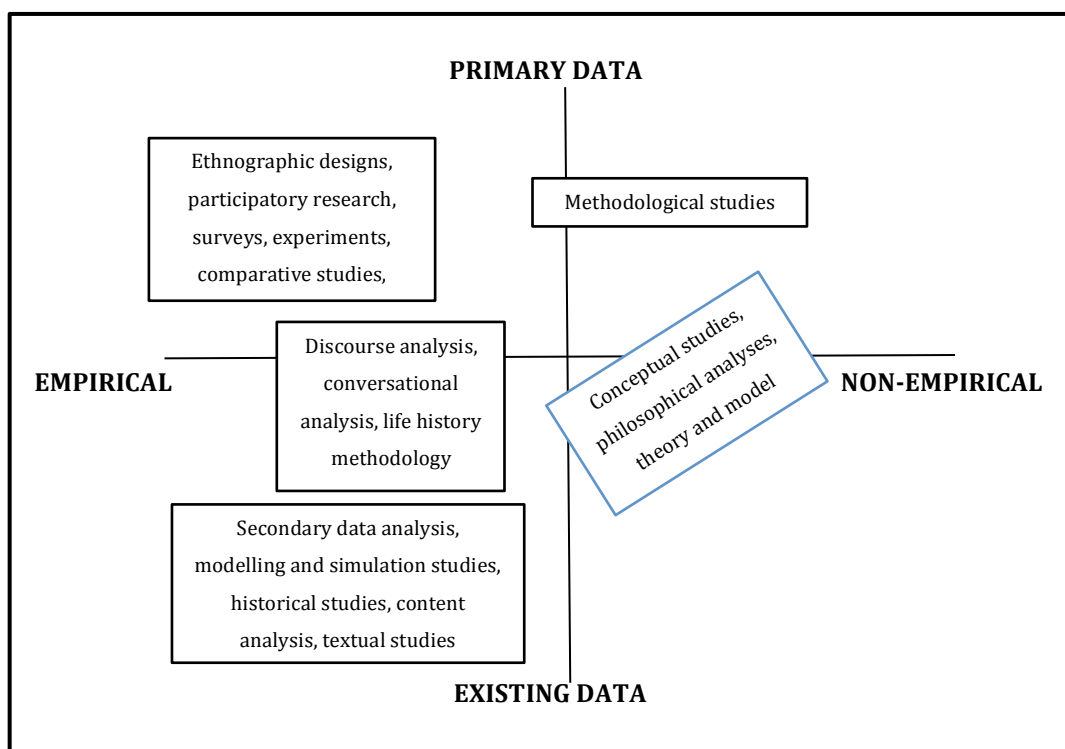 PRIMARY DATA
Ethnographic designs,
participatory research,
surveys, experiments,
comparative studies,
Methodological studies
Discourse analysis,
conversational
analysis, life history
methodology
Conceptual studies,
philosophical analyses,
theory and model
EMPIRICAL
NON-EMPIRICAL
Secondary data analysis,
modelling and simulation studies,
historical studies, content
analysis, textual studies
EXISTING DATA